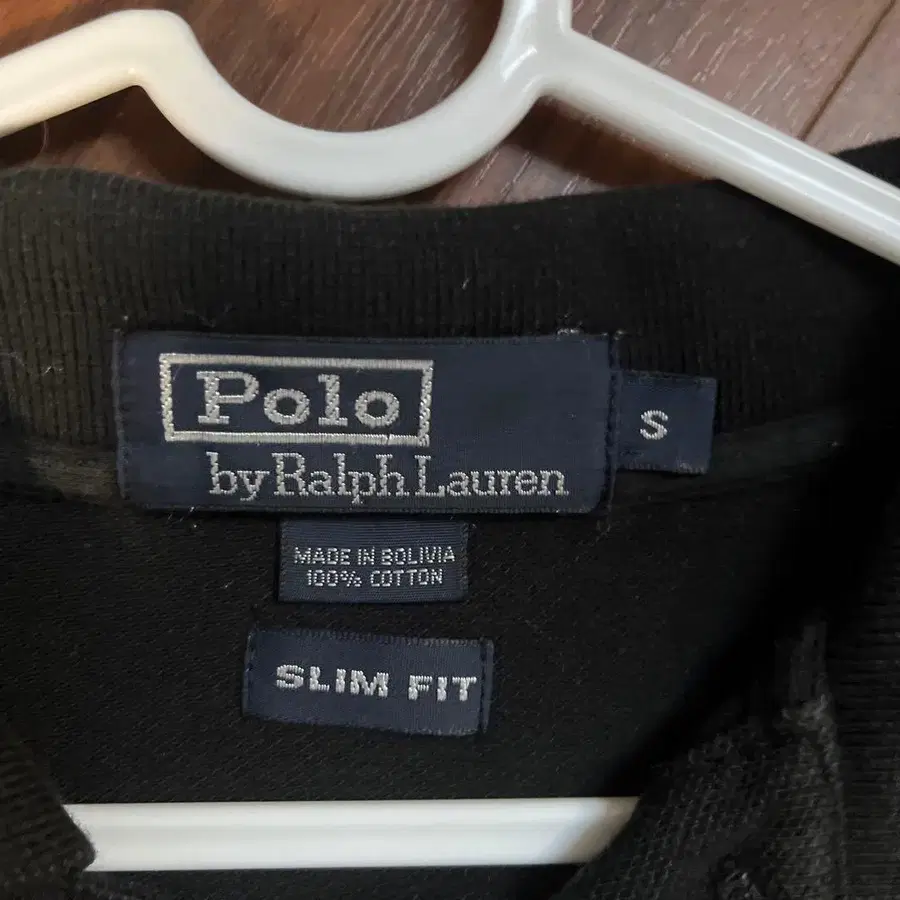 Polo
by Ralph Lauren
S
MADE IN BOLIVIA
100% COTTON
SLIM FIT